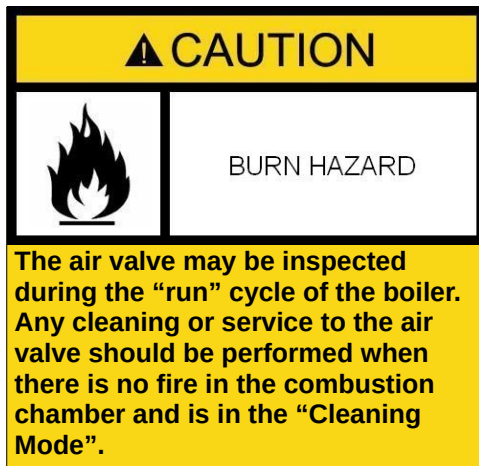 CAUTION
BURN HAZARD
The air valve may be inspected
during the “run” cycle of the boiler.
Any cleaning or service to the air
valve should be performed when
there is no fire in the combustion
chamber and is in the “Cleaning
Mode”.